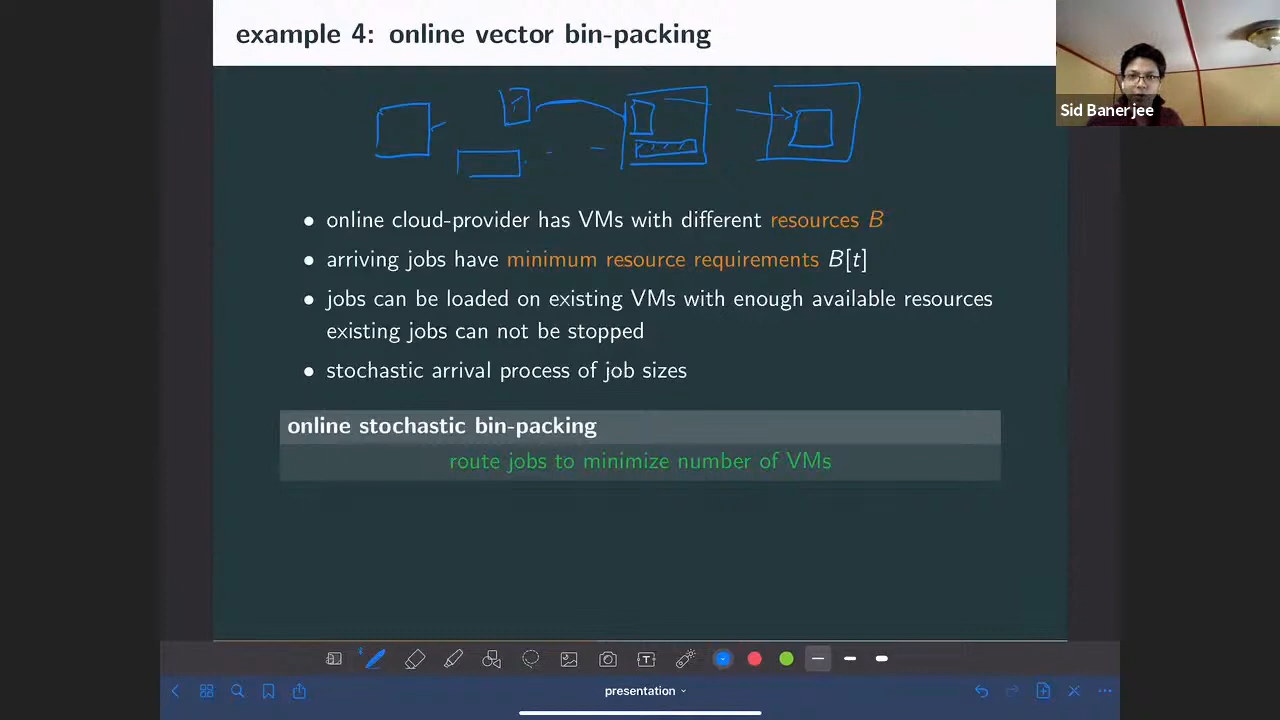 example 4: online vector bin-packing
Sid Banerjee
• online cloud-provider has VMs with different resources B
• arriving jobs have minimum resource requirements B[t]
• jobs can be loaded on existing VMs with enough available resources
existing jobs can not be stopped
• stochastic arrival process of job sizes
online stochastic bin-packing
route jobs to minimize number of VMs
presentation